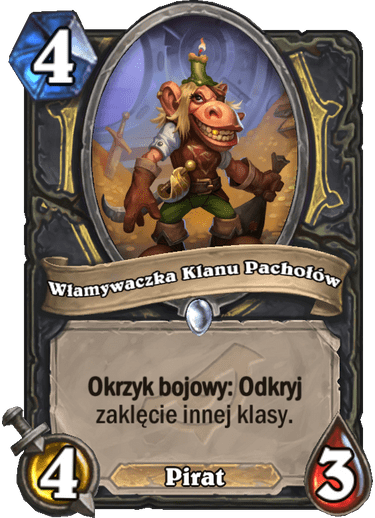 4
Włamywaczka Klanu Pachołów
Okrzyk bojowy: Odkryj
zaklęcie innej klasy.
4
Pirat
3